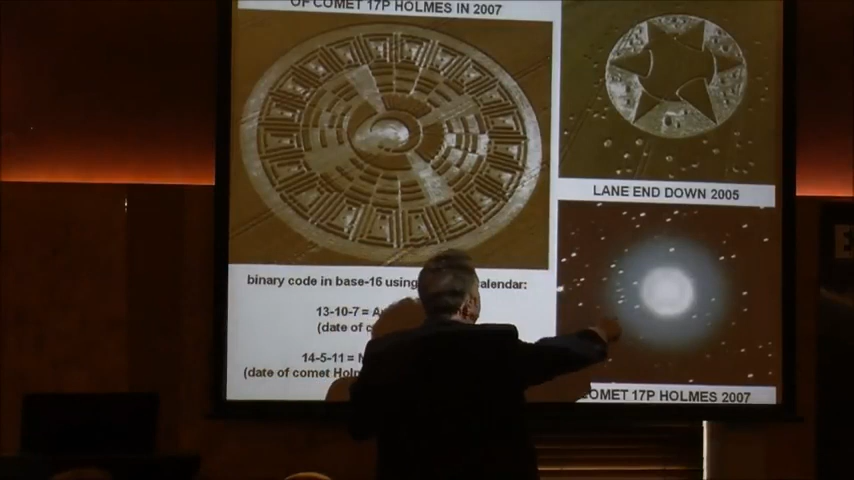 OF COMET 17P HOLMES IN 2007
LANE END DOWN 2005
binary code in base-16 using calendar:
13-10-7=
(date of
14-5-11=
(date of comet
COMET 17P HOLMES 2007